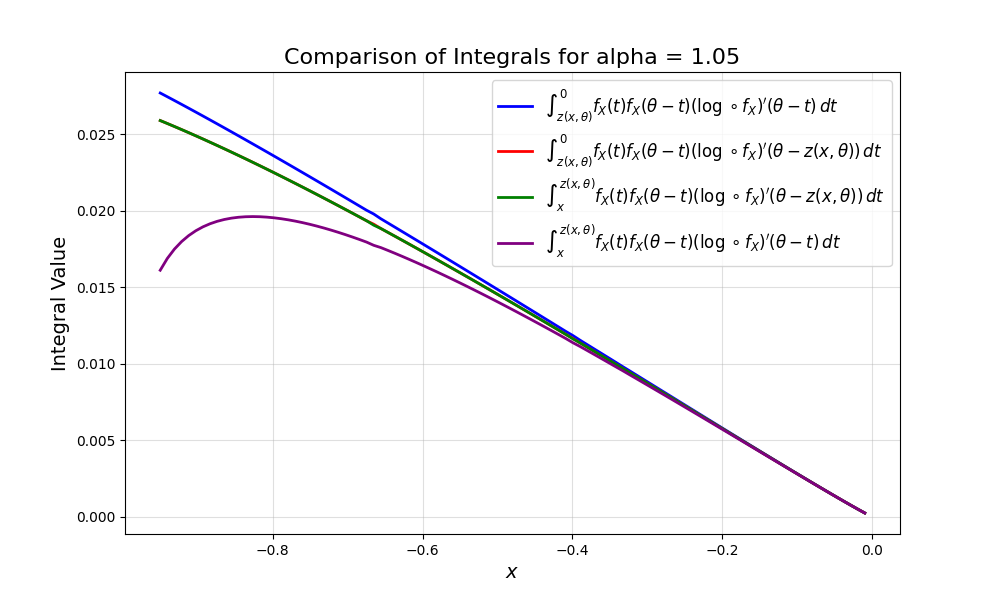 Comparison of Integrals for alpha = 1.05
Integral Value
0.025
0.020
0.015
0.010
0.005
0.000
∫_{z(x, θ)}^{0} f_X(t)f_X(θ − t)(log ∘ f_X)′(θ − t) dt
∫_{z(x, θ)}^{0} f_X(t)f_X(θ − t)(log ∘ f_X)′(θ − z(x, θ)) dt
∫_{x}^{z(x, θ)} f_X(t)f_X(θ − t)(log ∘ f_X)′(θ − z(x, θ)) dt
∫_{x}^{z(x, θ)} f_X(t)f_X(θ − t)(log ∘ f_X)′(θ − t) dt
−0.8 −0.6 −0.4 −0.2 0.0
x